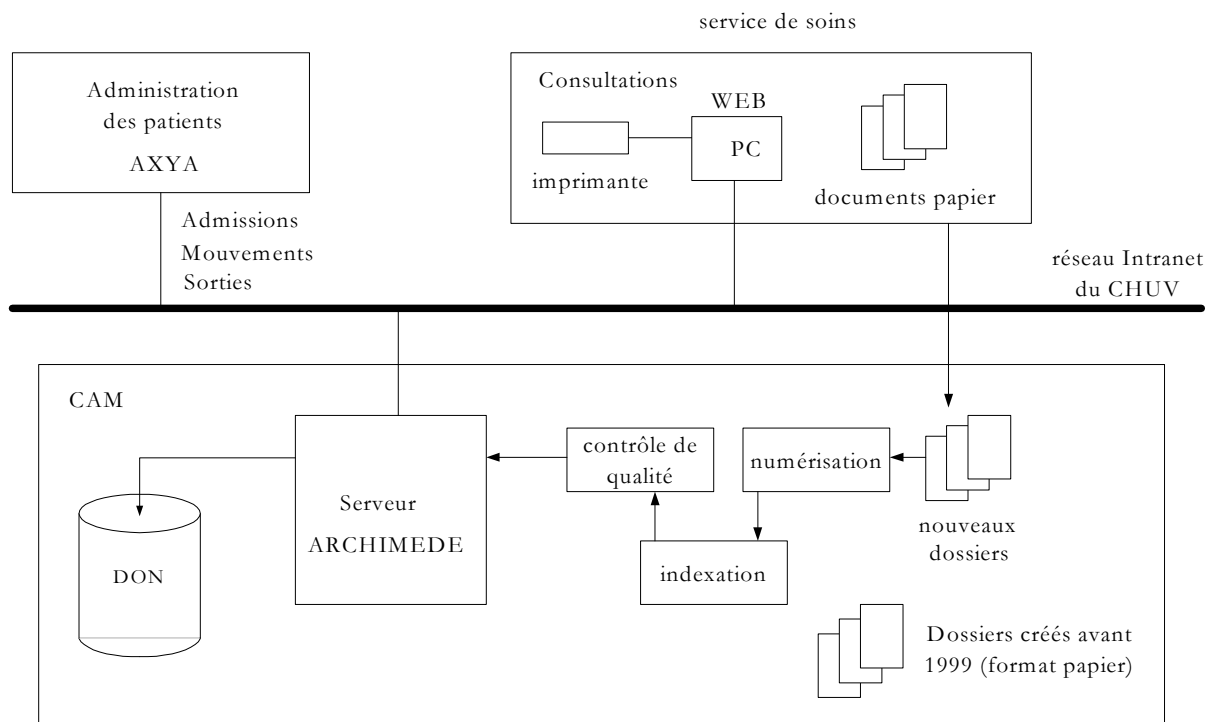 service de soins
Administration
des patients
AXYA
Consultations
WEB
PC
imprimante
documents papier
Admissions
Mouvements
Sorties
réseau Intranet
du CHUV
CAM
contrôle de
qualité
numérisation
Serveur
ARCHIMEDE
nouveaux
dossiers
DON
indexation
Dossiers créés avant
1999 (format papier)